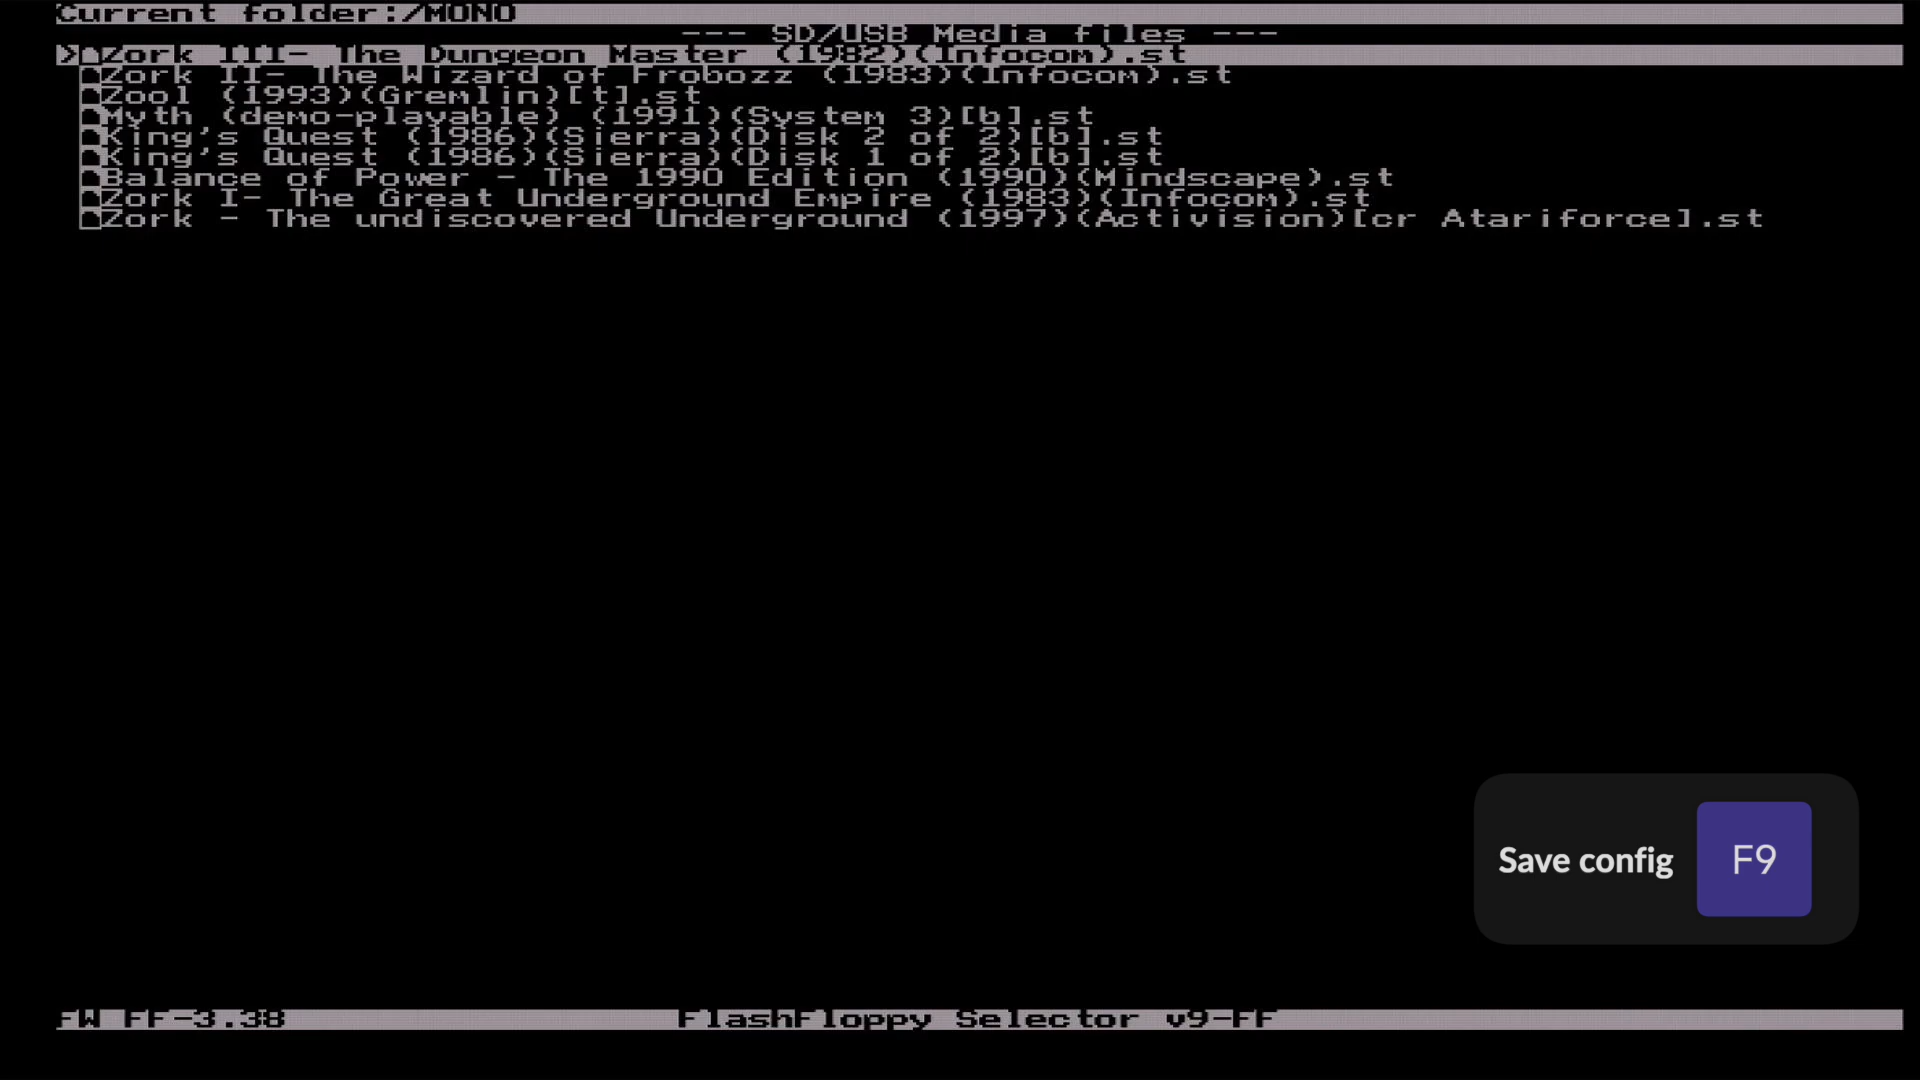 Current folder:/MONO
--- SD/USB Media files ---
>Zork III- The Dungeon Master (1982)(Infocom).st
Zork II- The Wizard of Frobozz (1983)(Infocom).st
Zool (1993)(Gremlin)[t].st
Myth (demo-playable) (1991)(System 3)[b].st
King's Quest (1986)(Sierra)(Disk 2 of 2)[b].st
King's Quest (1986)(Sierra)(Disk 1 of 2)[b].st
Balance of Power - The 1990 Edition (1990)(Mindscape).st
Zork I- The Great Underground Empire (1983)(Infocom).st
Zork - The undiscovered Underground (1997)(Activision)[cr Atariforce].st
Save config F9
FW FF-3.38 FlashFloppy Selector v9-FF